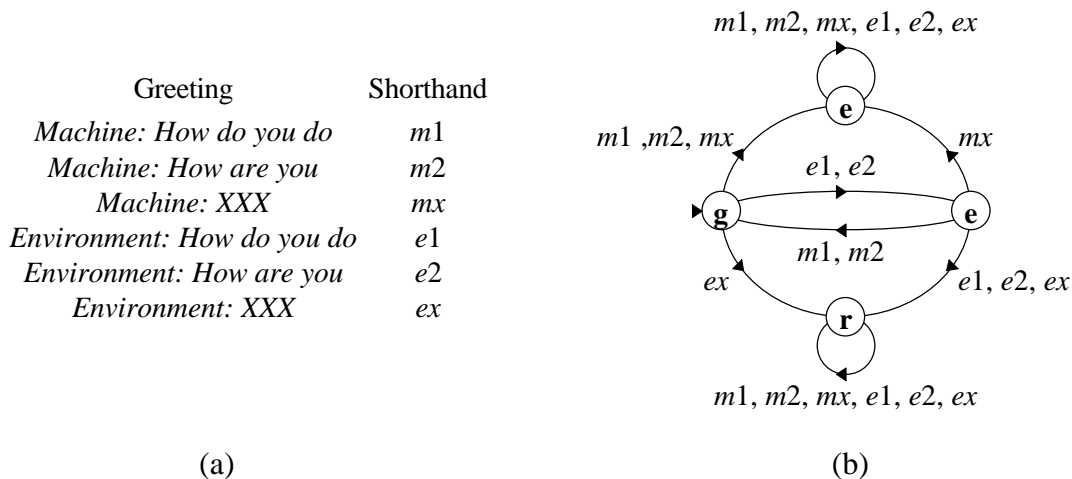 Greeting Shorthand
Machine: How do you do m1
Machine: How are you m2
Machine: XXX mx
Environment: How do you do e1
Environment: How are you e2
Environment: XXX ex
(a)
m1, m2, mx, e1, e2, ex
e
m1 ,m2, mx
mx
e1, e2
g
e
m1, m2
ex
e1, e2, ex
r
m1, m2, mx, e1, e2, ex
(b)